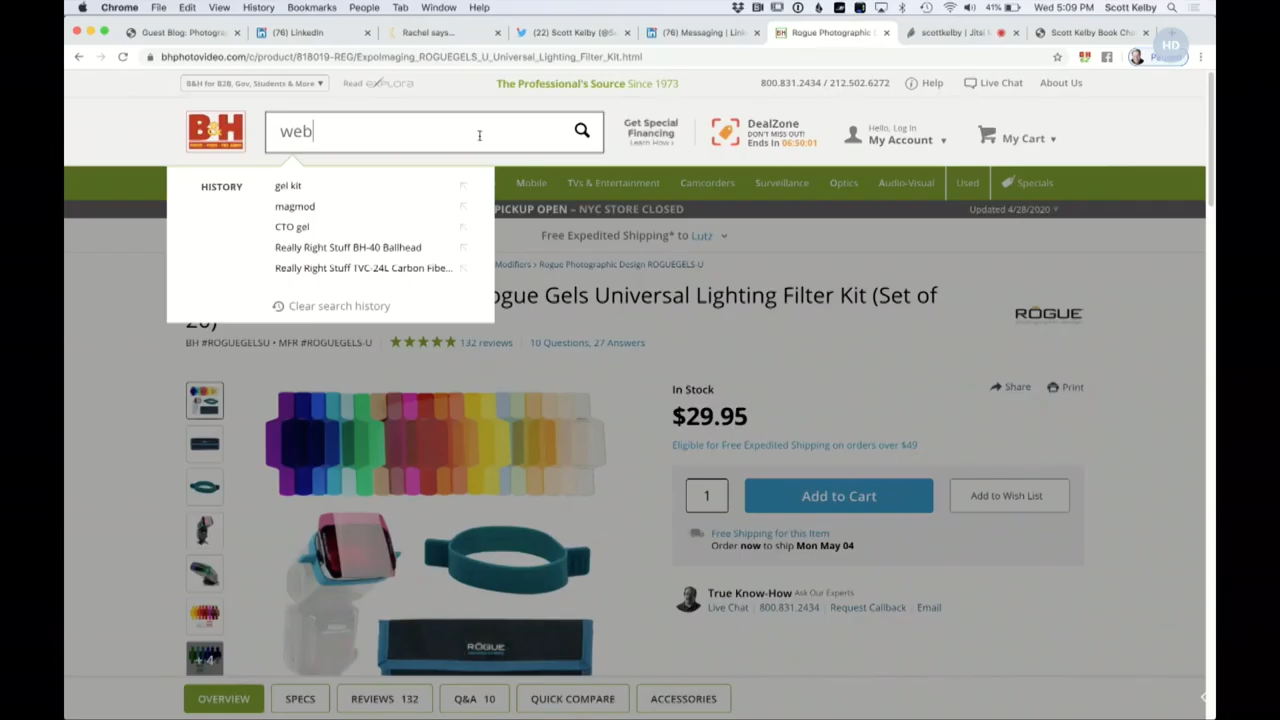 Chrome File Edit View History Bookmarks People Tab Window Help 41% Wed 5:09 PM Scott Kelby
Guest Blog: Photograp (76) LinkedIn Rachel says... (22) Scott Kelby (@Sc (76) Messaging | Link Rogue Photographic D scottkelby | Jitsi M Scott Kelby Book Cha
HD
bhphotovideo.com/c/product/818019-REG/ExpoImaging_ROGUEGELS_U_Universal_Lighting_Filter_Kit.html
B&H for B2B, Gov, Students & More Read explora The Professional's Source Since 1973 800.831.2434 / 212.502.6272 Help Live Chat About Us
B&H
web
Get Special
Financing
Learn How
DealZone
DON'T MISS OUT!
Ends In 06:50:01
Hello, Log In
My Account
My Cart
Mobile TVs & Entertainment Camcorders Surveillance Optics Audio-Visual Used Specials
HISTORY
gel kit
magmod
CTO gel
Really Right Stuff BH-40 Ballhead
Really Right Stuff TVC-24L Carbon Fibe...
Clear search history
PICKUP OPEN – NYC STORE CLOSED Updated 4/28/2020
Free Expedited Shipping* to Lutz
Modifiers › Rogue Photographic Design ROGUEGELS-U
ogue Gels Universal Lighting Filter Kit (Set of
20)
ROGUE
BH #ROGUEGELSU • MFR #ROGUEGELS-U 132 reviews 10 Questions, 27 Answers
In Stock Share Print
$29.95
Eligible for Free Expedited Shipping on orders over $49
1 Add to Cart Add to Wish List
Free Shipping for this Item
Order now to ship Mon May 04
True Know-How Ask Our Experts
Live Chat 800.831.2434 Request Callback Email
ROGUE
+ 4
OVERVIEW SPECS REVIEWS 132 Q&A 10 QUICK COMPARE ACCESSORIES